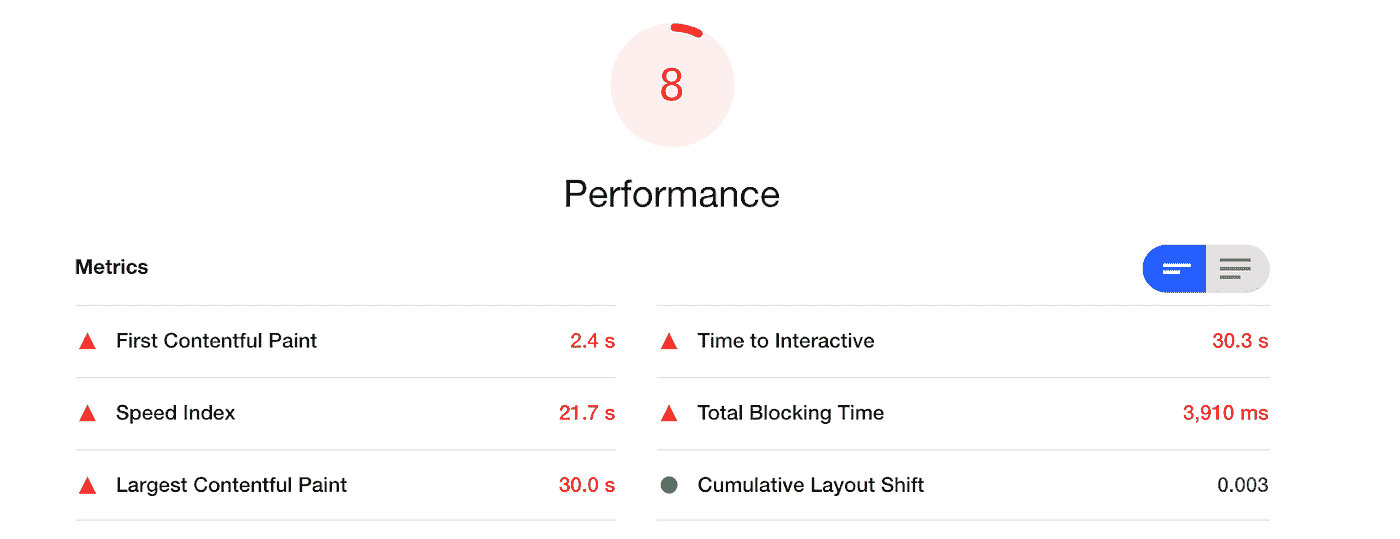 8
Performance
Metrics
First Contentful Paint 2.4 s
Time to Interactive 30.3 s
Speed Index 21.7 s
Total Blocking Time 3,910 ms
Largest Contentful Paint 30.0 s
Cumulative Layout Shift 0.003